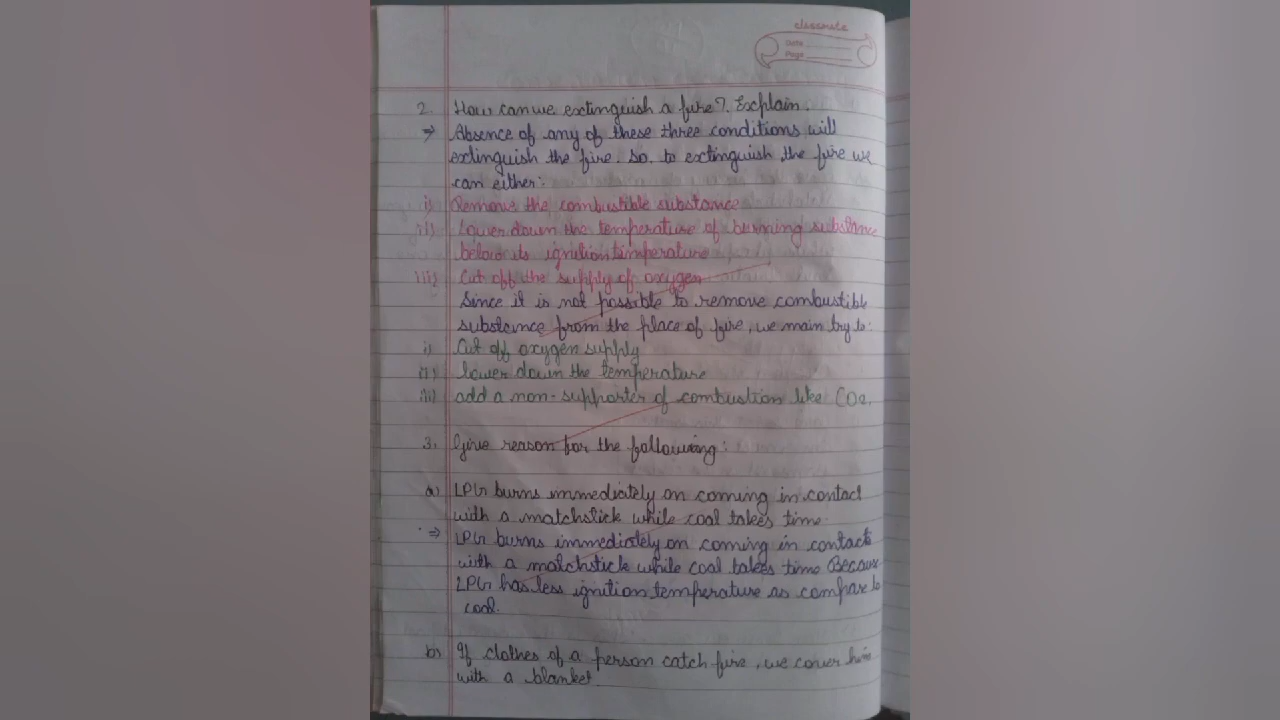 classmate
Date
Page
2. How can we extinguish a fire? Explain.
⇒ Absence of any of these three conditions will
extinguish the fire. So, to extinguish the fire we
can either:
i) Remove the combustible substance
ii) Lower down the temperature of burning substance
below its ignition temperature
iii) Cut off the supply of oxygen
Since it is not possible to remove combustible
substance from the place of fire, we main try to:
i) Cut off oxygen supply
ii) lower down the temperature
iii) add a non-supporter of combustion like CO2.
3. Give reason for the following:
a) LPG burns immediately on coming in contact
with a matchstick while coal takes time.
⇒ LPG burns immediately on coming in contact
with a matchstick while coal takes time Because
LPG has less ignition temperature as compare to
coal.
b) If clothes of a person catch fire, we cover him
with a blanket